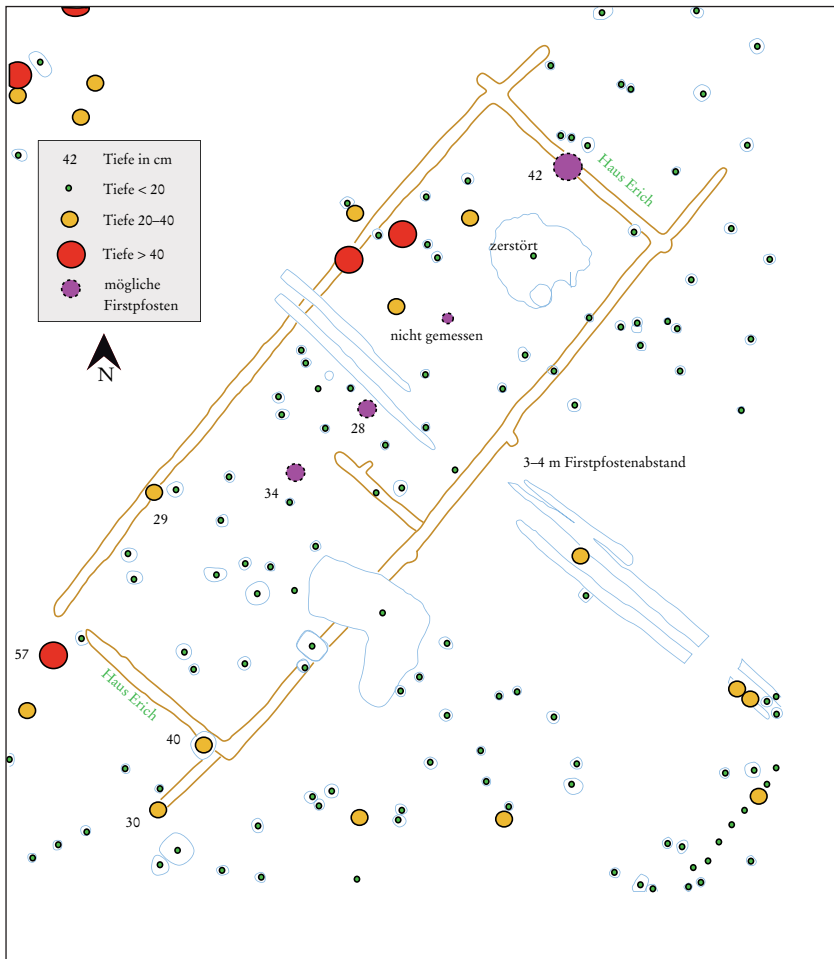 42 Tiefe in cm
Tiefe < 20
Tiefe 20–40
Tiefe > 40
mögliche
Firstpfosten
N
42
Haus Erich
zerstört
nicht gemessen
28
3–4 m Firstpfostenabstand
34
29
57
Haus Erich
40
30